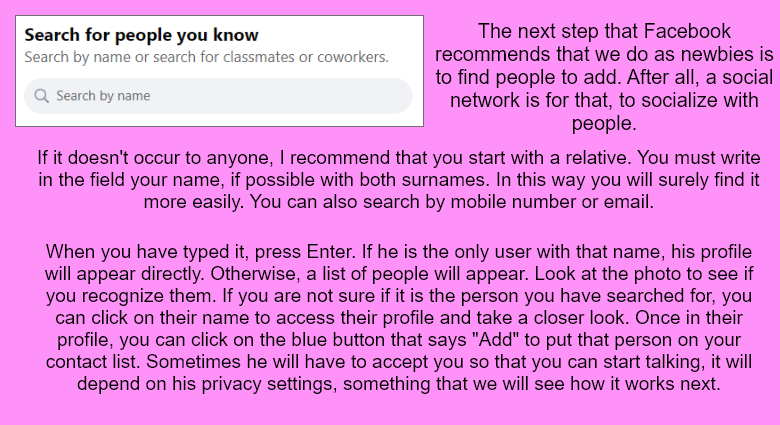 Search for people you know
Search by name or search for classmates or coworkers.
Search by name
The next step that Facebook
recommends that we do as newbies is
to find people to add. After all, a social
network is for that, to socialize with
people.
If it doesn't occur to anyone, I recommend that you start with a relative. You must write
in the field your name, if possible with both surnames. In this way you will surely find it
more easily. You can also search by mobile number or email.
When you have typed it, press Enter. If he is the only user with that name, his profile
will appear directly. Otherwise, a list of people will appear. Look at the photo to see if
you recognize them. If you are not sure if it is the person you have searched for, you
can click on their name to access their profile and take a closer look. Once in their
profile, you can click on the blue button that says "Add" to put that person on your
contact list. Sometimes he will have to accept you so that you can start talking, it will
depend on his privacy settings, something that we will see how it works next.